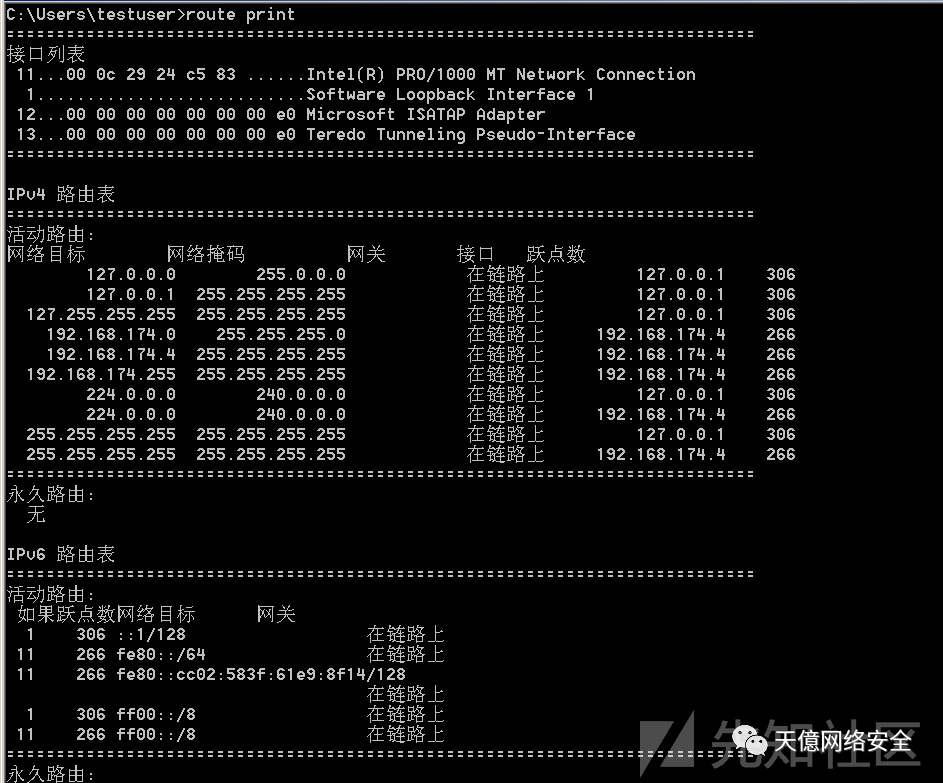 C:\Users\testuser>route print
===========================================================================
接口列表
 11...00 0c 29 24 c5 83 ......Intel(R) PRO/1000 MT Network Connection
  1...........................Software Loopback Interface 1
 12...00 00 00 00 00 00 00 e0 Microsoft ISATAP Adapter
 13...00 00 00 00 00 00 00 e0 Teredo Tunneling Pseudo-Interface
===========================================================================
IPv4 路由表
===========================================================================
活动路由:
网络目标 网络掩码 网关 接口 跃点数
127.0.0.0 255.0.0.0 在链路上 127.0.0.1 306
127.0.0.1 255.255.255.255 在链路上 127.0.0.1 306
127.255.255.255 255.255.255.255 在链路上 127.0.0.1 306
192.168.174.0 255.255.255.0 在链路上 192.168.174.4 266
192.168.174.4 255.255.255.255 在链路上 192.168.174.4 266
192.168.174.255 255.255.255.255 在链路上 192.168.174.4 266
224.0.0.0 240.0.0.0 在链路上 127.0.0.1 306
224.0.0.0 240.0.0.0 在链路上 192.168.174.4 266
255.255.255.255 255.255.255.255 在链路上 127.0.0.1 306
255.255.255.255 255.255.255.255 在链路上 192.168.174.4 266
===========================================================================
永久路由:
无
IPv6 路由表
===========================================================================
活动路由:
如果跃点数网络目标 网关
1 306 ::1/128 在链路上
11 266 fe80::/64 在链路上
11 266 fe80::cc02:583f:61e9:8f14/128
在链路上
1 306 ff00::/8 在链路上
11 266 ff00::/8 在链路上
===========================================================================
永久路由:
先知社区
天億网络安全